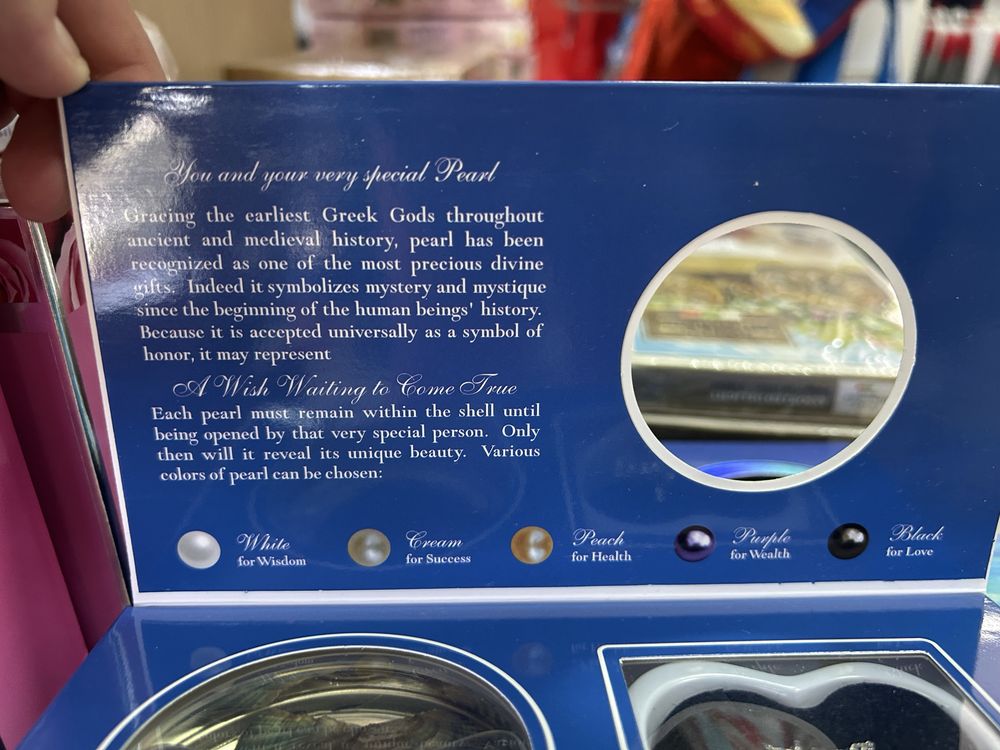 You and your very special Pearl
Gracing the earliest Greek Gods throughout
ancient and medieval history, pearl has been
recognized as one of the most precious divine
gifts. Indeed it symbolizes mystery and mystique
since the beginning of the human beings' history.
Because it is accepted universally as a symbol of
honor, it may represent
A Wish Waiting to Come True
Each pearl must remain within the shell until
being opened by that very special person. Only
then will it reveal its unique beauty. Various
colors of pearl can be chosen:
White
for Wisdom
Cream
for Success
Peach
for Health
Purple
for Wealth
Black
for Love